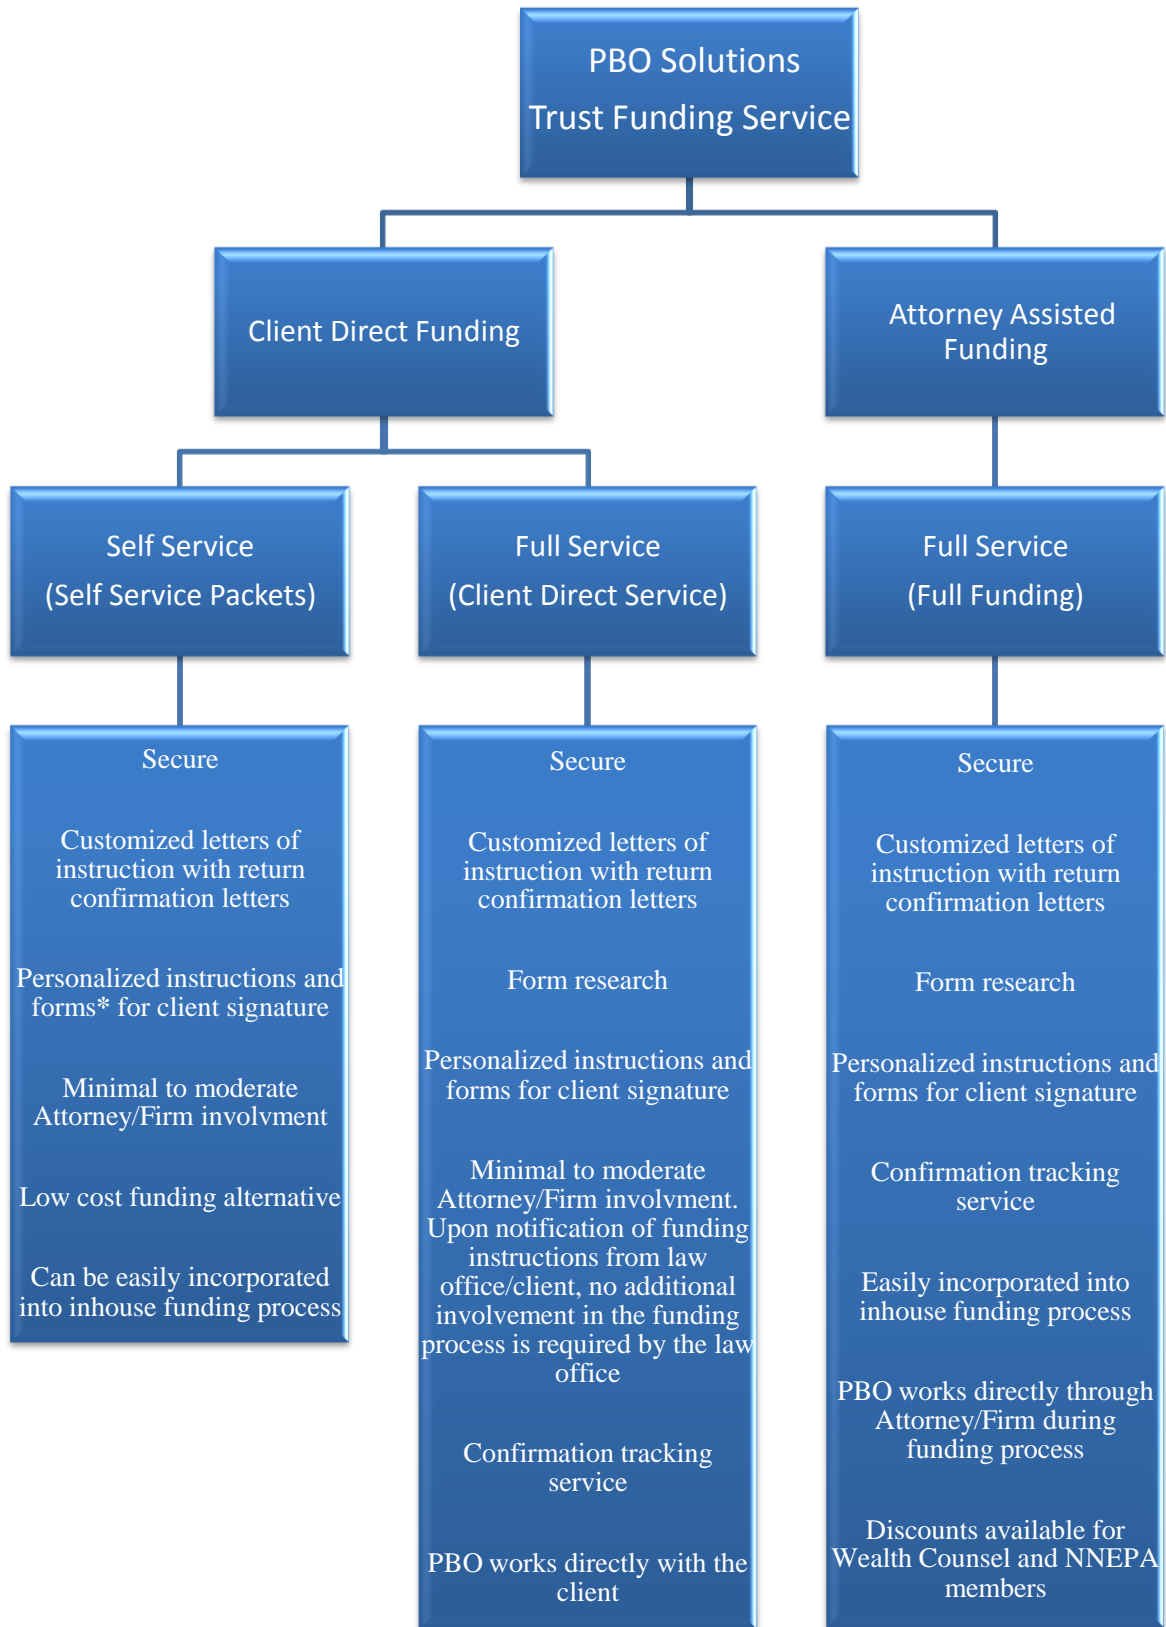 PBO Solutions
Trust Funding Service
Client Direct Funding
Attorney Assisted
Funding
Self Service
(Self Service Packets)
Full Service
(Client Direct Service)
Full Service
(Full Funding)
Secure
Customized letters of
instruction with return
confirmation letters
Personalized instructions and
forms* for client signature
Minimal to moderate
Attorney/Firm involvment
Low cost funding alternative
Can be easily incorporated
into inhouse funding process
Secure
Customized letters of
instruction with return
confirmation letters
Form research
Personalized instructions and
forms for client signature
Minimal to moderate
Attorney/Firm involvment.
Upon notification of funding
instructions from law
office/client, no additional
involvement in the funding
process is required by the law
office
Confirmation tracking
service
PBO works directly with the
client
Secure
Customized letters of
instruction with return
confirmation letters
Form research
Personalized instructions and
forms for client signature
Confirmation tracking
service
Easily incorporated into
inhouse funding process
PBO works directly through
Attorney/Firm during
funding process
Discounts available for
Wealth Counsel and NNEPA
members